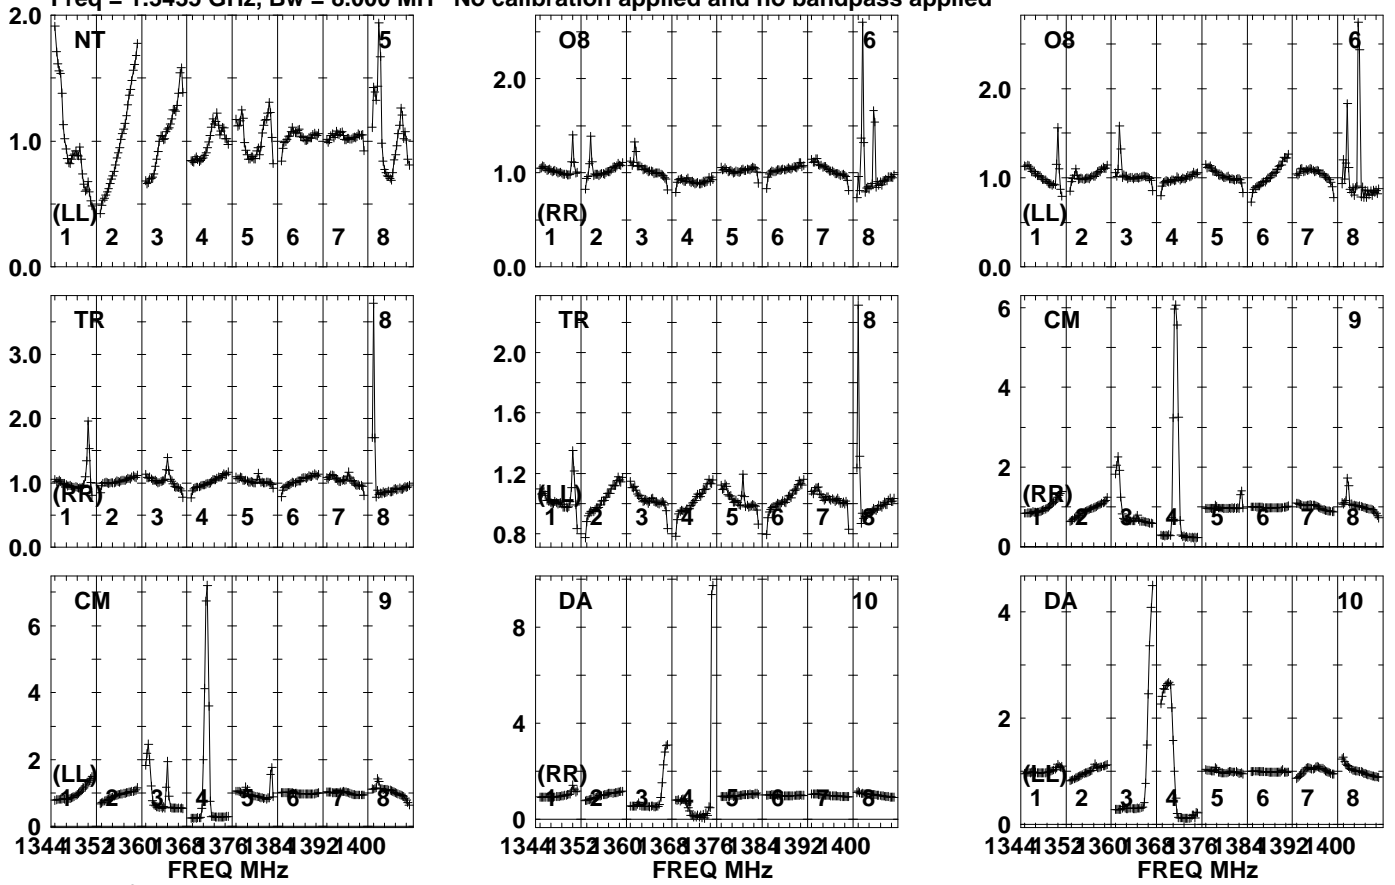 Freq = 1.3435 GHz, Bw = 8.000 MH No calibration applied and no bandpass applied
2.0 NT 5 O8 6 O8 6
2.0 2.0
1.0 1.0 1.0
(LL) (RR) (LL)
1 2 3 4 5 6 7 8 1 2 3 4 5 6 7 8 1 2 3 4 5 6 7 8
0.0 0.0 0.0
TR 8 TR 8 CM 9
3.0 2.0 6
2.0 1.6 4
1.0 1.2 2
(RR) (LL) (RR)
1 2 3 4 5 6 7 8 1 2 3 4 5 6 7 8 1 2 3 4 5 6 7 8
0.0 0.8 0
CM 9 DA 10 DA 10
6 8 4
4 4 2
2
(LL) (RR) (LL)
1 2 3 4 5 6 7 8 1 2 3 4 5 6 7 8 1 2 3 4 5 6 7 8
0 0 0
1344 1352 1360 1368 1376 1384 1392 1400 1344 1352 1360 1368 1376 1384 1392 1400 1344 1352 1360 1368 1376 1384 1392 1400
FREQ MHz FREQ MHz FREQ MHz